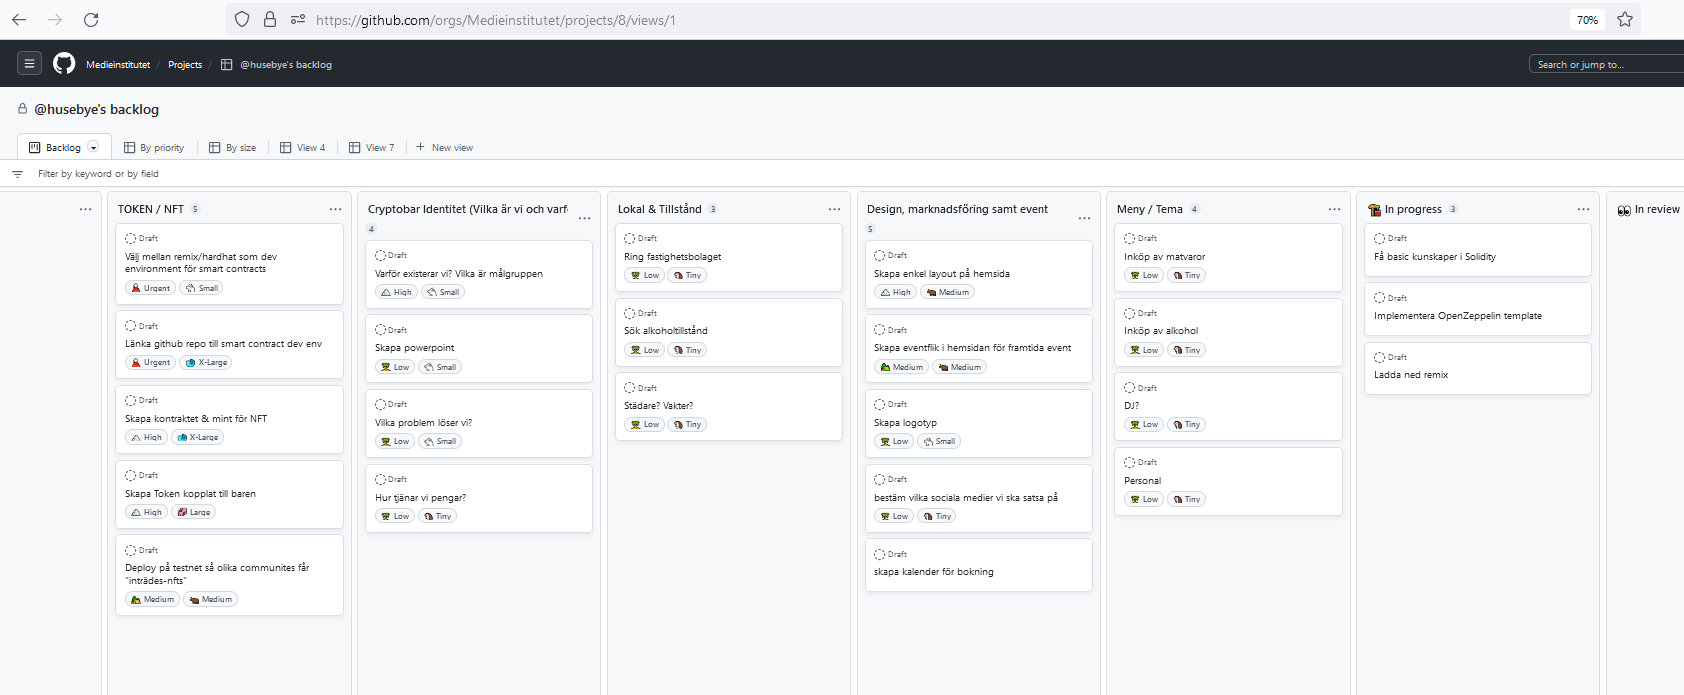 https://github.com/orgs/Medieinstitutet/projects/8/views/1
70%
Medieinstitutet / Projects / @husebye's backlog
Search or jump to...
@husebye's backlog
Backlog
By priority
By size
View 4
View 7
New view
Filter by keyword or by field
TOKEN / NFT 5
Draft
Välj mellan remix/hardhat som dev
environment för smart contracts
Urgent Small
Draft
Länka github repo till smart contract dev env
Urgent X-Large
Draft
Skapa kontraktet & mint för NFT
High X-Large
Draft
Skapa Token kopplat till baren
High Large
Draft
Deploy på testnet så olika communites får
"inträdes-nfts"
Medium Medium
Cryptobar Identitet (Vilka är vi och varf
4
Draft
Varför existerar vi? Vilka är målgruppen
High Small
Draft
Skapa powerpoint
Low Small
Draft
Vilka problem löser vi?
Low Small
Draft
Hur tjänar vi pengar?
Low Tiny
Lokal & Tillstånd 3
Draft
Ring fastighetsbolaget
Low Tiny
Draft
Sök alkoholtillstånd
Low Tiny
Draft
Städare? Vakter?
Low Tiny
Design, marknadsföring samt event
5
Draft
Skapa enkel layout på hemsida
High Medium
Draft
Skapa eventflik i hemsidan för framtida event
Medium Medium
Draft
Skapa logotyp
Low Small
Draft
bestäm vilka sociala medier vi ska satsa på
Low Tiny
Draft
skapa kalender för bokning
Meny / Tema 4
Draft
Inköp av matvaror
Low Tiny
Draft
Inköp av alkohol
Low Tiny
Draft
DJ?
Low Tiny
Draft
Personal
Low Tiny
In progress 3
Draft
Få basic kunskaper i Solidity
Draft
Implementera OpenZeppelin template
Draft
Ladda ned remix
In review